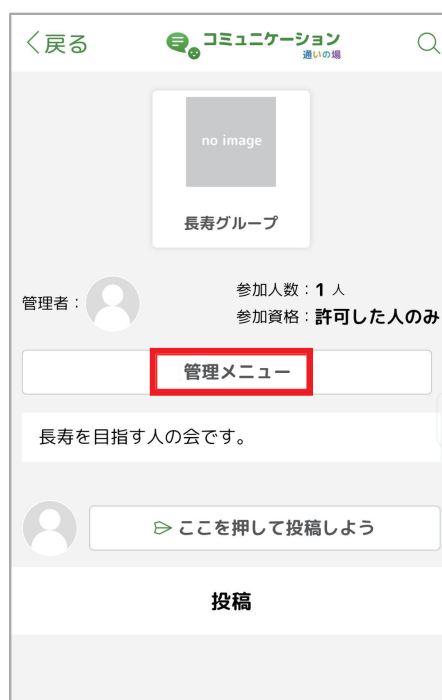 戻る
コミュニケーション
通いの場
no image
長寿グループ
管理者：
参加人数：1 人
参加資格：許可した人のみ
管理メニュー
長寿を目指す人の会です。
ここを押して投稿しよう
投稿